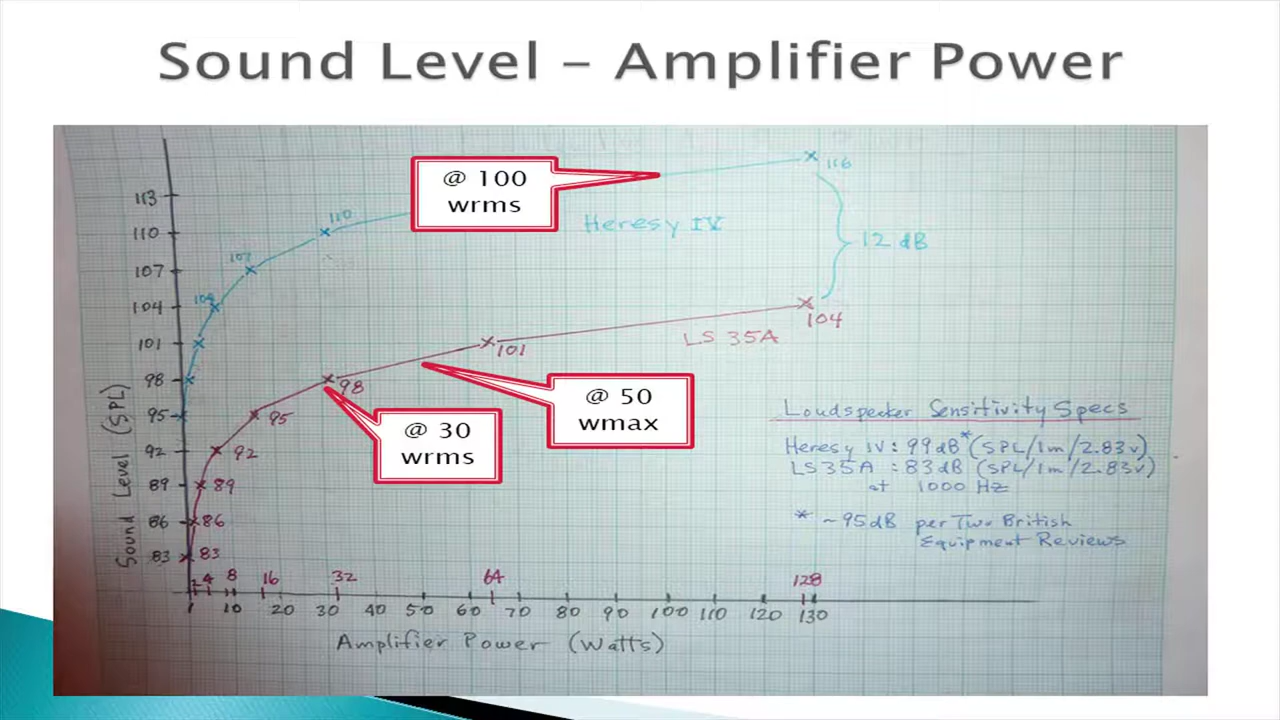 Sound Level – Amplifier Power
@ 100
wrms
@ 50
wmax
@ 30
wrms
Sound Level (SPL)
113
110
107
104
101
98
95
92
89
86
83
116
110
107
104
Heresy IV
12 dB
104
LS 35A
101
98
95
92
89
86
83
Loudspeaker Sensitivity Specs
Heresy IV: 99dB* (SPL/1m/2.83v)
LS35A : 83dB (SPL/1m/2.83v)
at 1000 Hz
* ~95dB per Two British
Equipment Reviews
2 4 8 16 32 64 128
1 10 20 30 40 50 60 70 80 90 100 110 120 130
Amplifier Power (Watts)